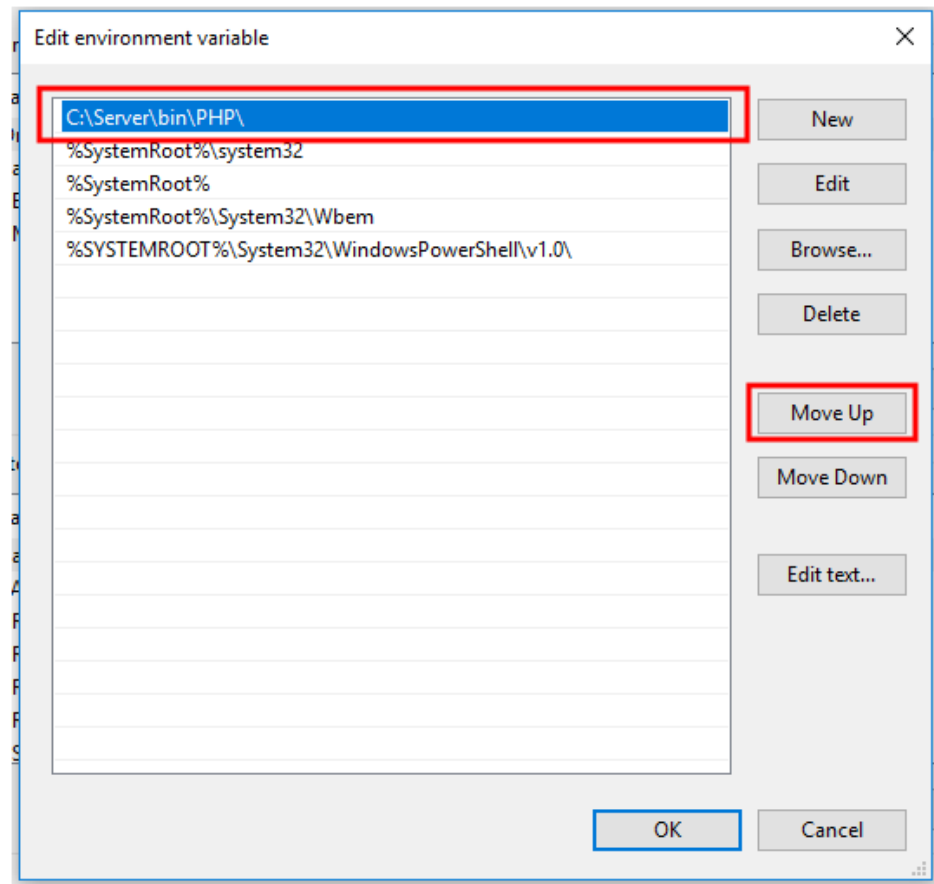 Edit environment variable
C:\Server\bin\PHP\
New
%SystemRoot%\system32
%SystemRoot%
Edit
%SystemRoot%\System32\Wbem
%SYSTEMROOT%\System32\WindowsPowerShell\v1.0\
Browse...
Delete
Move Up
Move Down
Edit text...
OK
Cancel